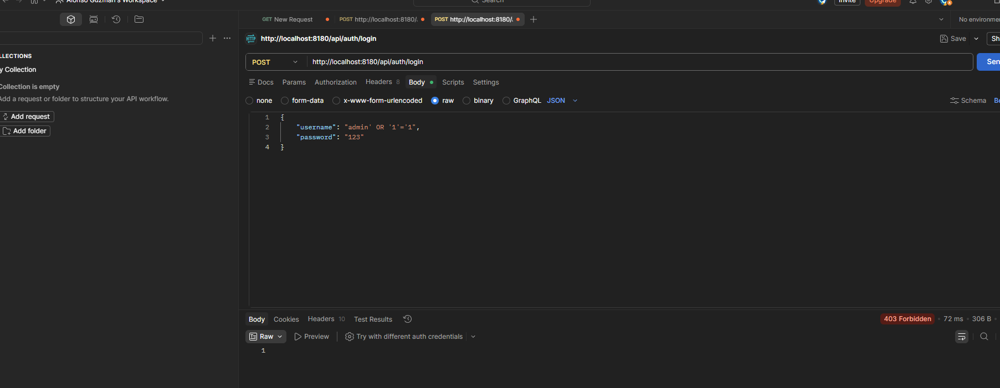 Alonso Guzman's Workspace
Search
Invite
Upgrade
GET New Request
POST http://localhost:8180/
POST http://localhost:8180/
No environme
HTTP http://localhost:8180/api/auth/login
Save
Sh
POST
http://localhost:8180/api/auth/login
Sen
Docs
Params
Authorization
Headers 8
Body
Scripts
Settings
none
form-data
x-www-form-urlencoded
raw
binary
GraphQL
JSON
Schema
Be
LLECTIONS
y Collection
Collection is empty
Add a request or folder to structure your API workflow.
Add request
Add folder
1 {
2 "username": "admin' OR '1'='1",
3 "password": "123"
4 }
Body
Cookies
Headers 10
Test Results
403 Forbidden
72 ms
306 B
Raw
Preview
Try with different auth credentials
1